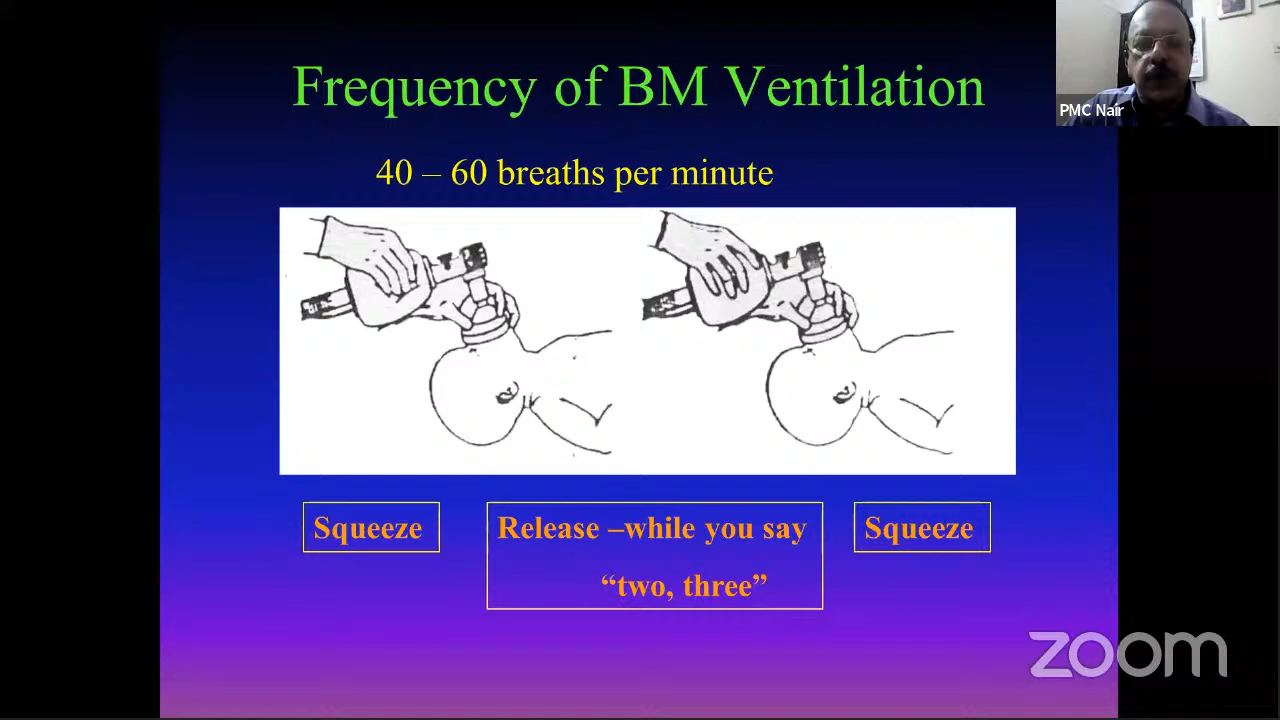 Frequency of BM Ventilation
PMC Nair
40 – 60 breaths per minute
Squeeze
Release –while you say
“two, three”
Squeeze
zoom